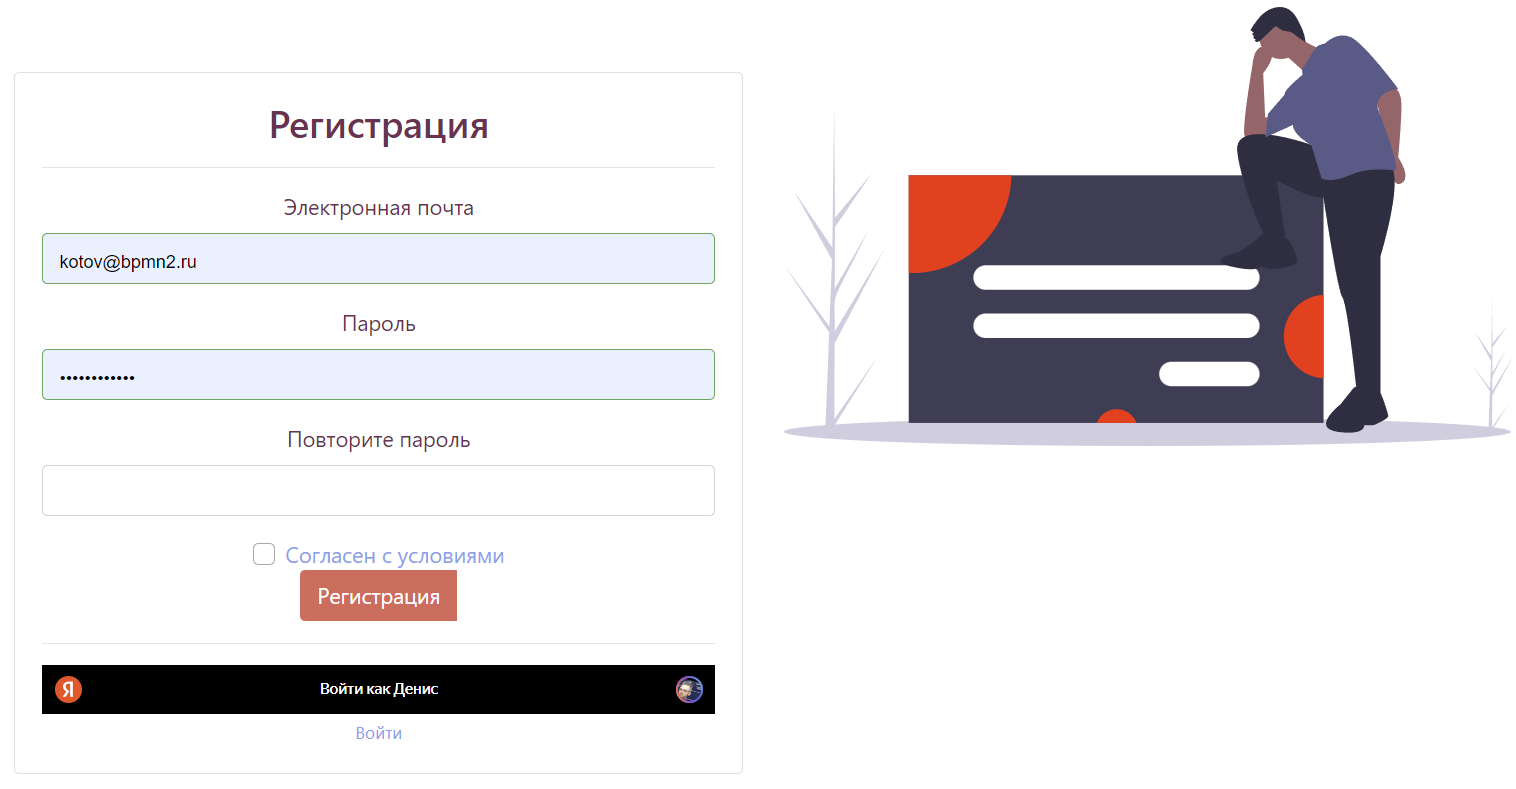 Регистрация
Электронная почта
kotov@bpmn2.ru
Пароль
••••••••••••
Повторите пароль
Согласен с условиями
Регистрация
Я Войти как Денис
Войти